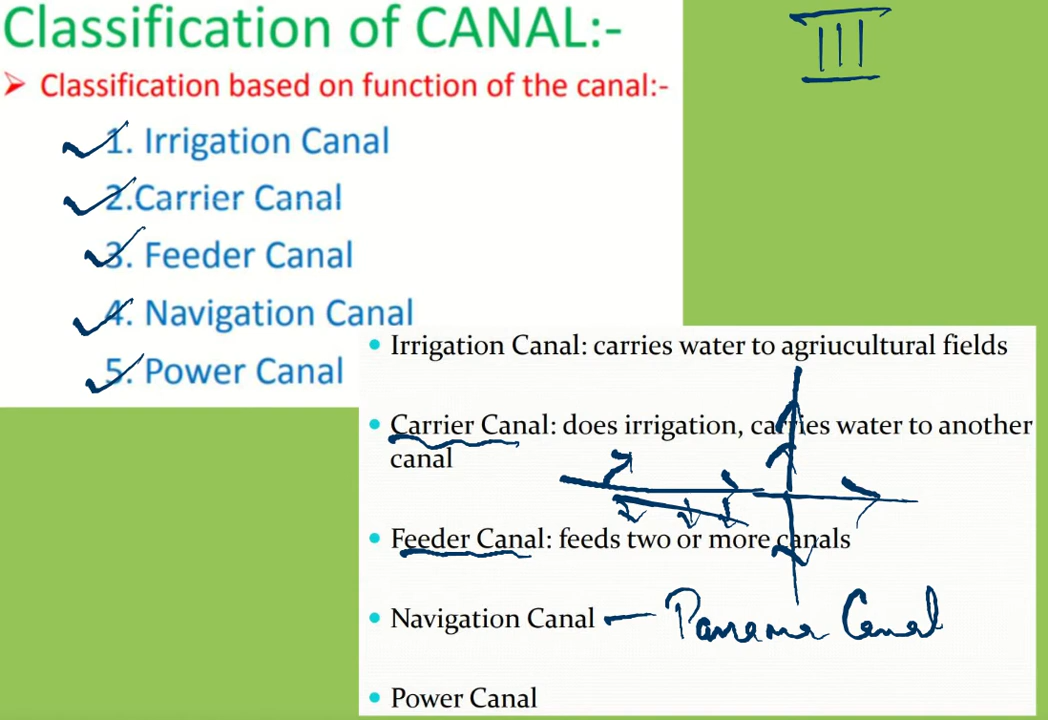 Classification of CANAL:-
III
➤ Classification based on function of the canal:-
1. Irrigation Canal
2.Carrier Canal
3. Feeder Canal
4. Navigation Canal
5. Power Canal
• Irrigation Canal: carries water to agriucultural fields
• Carrier Canal: does irrigation, carries water to another
canal
• Feeder Canal: feeds two or more canals
• Navigation Canal — Panama Canal
• Power Canal